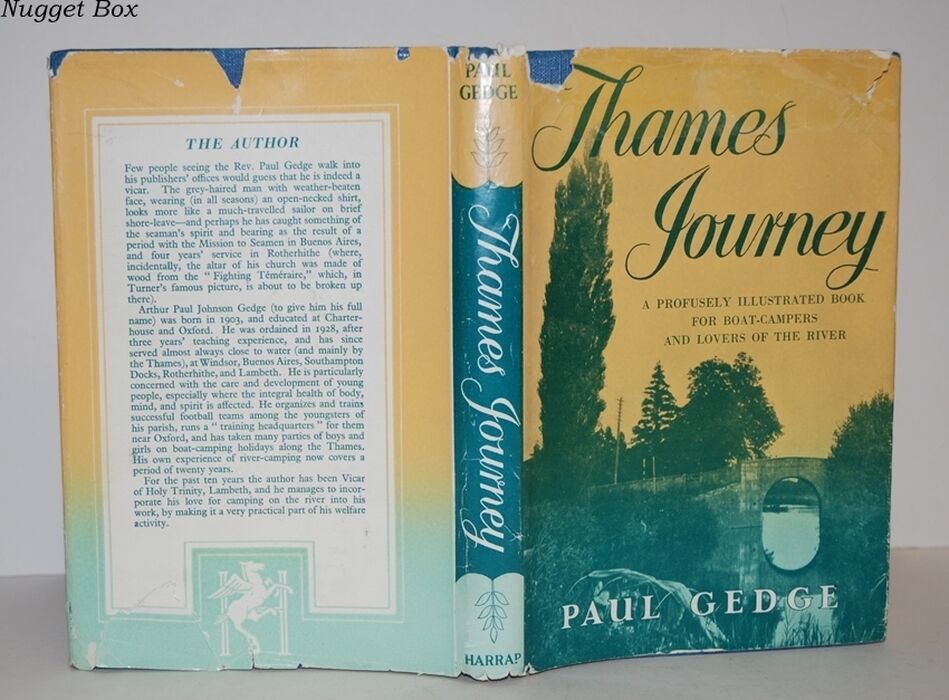 Nugget Box
THE AUTHOR
Few people seeing the Rev. Paul Gedge walk into
his publishers' offices would guess that he is indeed a
vicar. The grey-haired man with weather-beaten
face, wearing (in all seasons) an open-necked shirt,
looks more like a much-travelled sailor on brief
shore-leave—and perhaps he has caught something of
the seaman's spirit and bearing as the result of a
period with the Mission to Seamen in Buenos Aires,
and four years' service in Rotherhithe (where,
incidentally, the altar of his church was made of
wood from the "Fighting Téméraire," which, in
Turner's famous picture, is about to be broken up
there).
Arthur Paul Johnson Gedge (to give him his full
name) was born in 1903, and educated at Charter-
house and Oxford. He was ordained in 1928, after
three years' teaching experience, and has since
served almost always close to water (and mainly by
the Thames), at Windsor, Buenos Aires, Southampton
Docks, Rotherhithe, and Lambeth. He is particularly
concerned with the care and development of young
people, especially where the integral health of body,
mind, and spirit is affected. He organizes and trains
successful football teams among the youngsters of
his parish, runs a "training headquarters" for them
near Oxford, and has taken many parties of boys and
girls on boat-camping holidays along the Thames.
His own experience of river-camping now covers a
period of twenty years.
For the past ten years the author has been Vicar
of Holy Trinity, Lambeth, and he manages to incor-
porate his love for camping on the river into his
work, by making it a very practical part of his welfare
activity.
PAUL
GEDGE
Thames Journey
HARRAP
Thames
Journey
A PROFUSELY ILLUSTRATED BOOK
FOR BOAT-CAMPERS
AND LOVERS OF THE RIVER
PAUL GEDGE